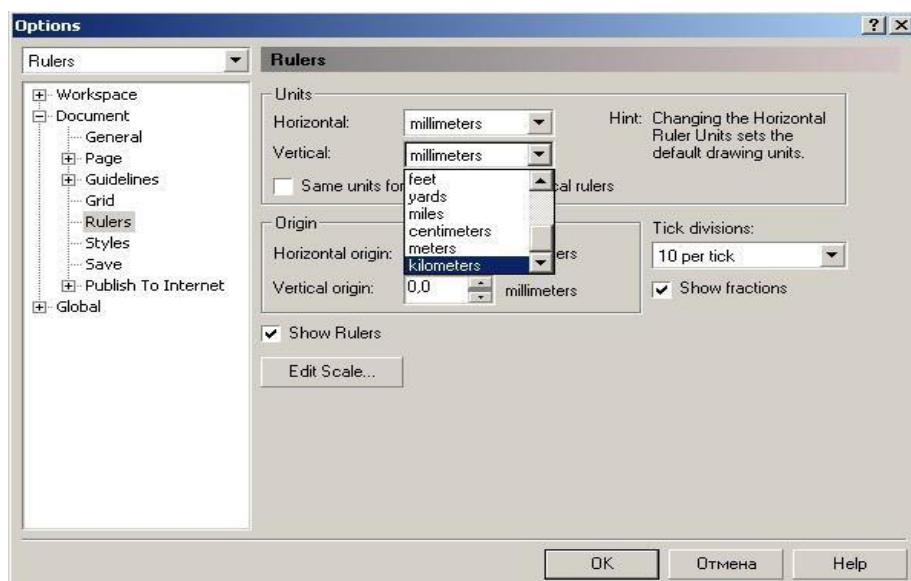 Options
Rulers
Workspace
Document
General
Page
Guidelines
Grid
Rulers
Styles
Save
Publish To Internet
Global
Rulers
Units
Horizontal: millimeters
Vertical: millimeters
Hint: Changing the Horizontal
Ruler Units sets the
default drawing units.
feet
yards
miles
centimeters
meters
kilometers
Same units for rulers
Origin
Horizontal origin:
Vertical origin: 0,0 millimeters
Tick divisions:
10 per tick
Show fractions
Show Rulers
Edit Scale...
OK
Отмена
Help